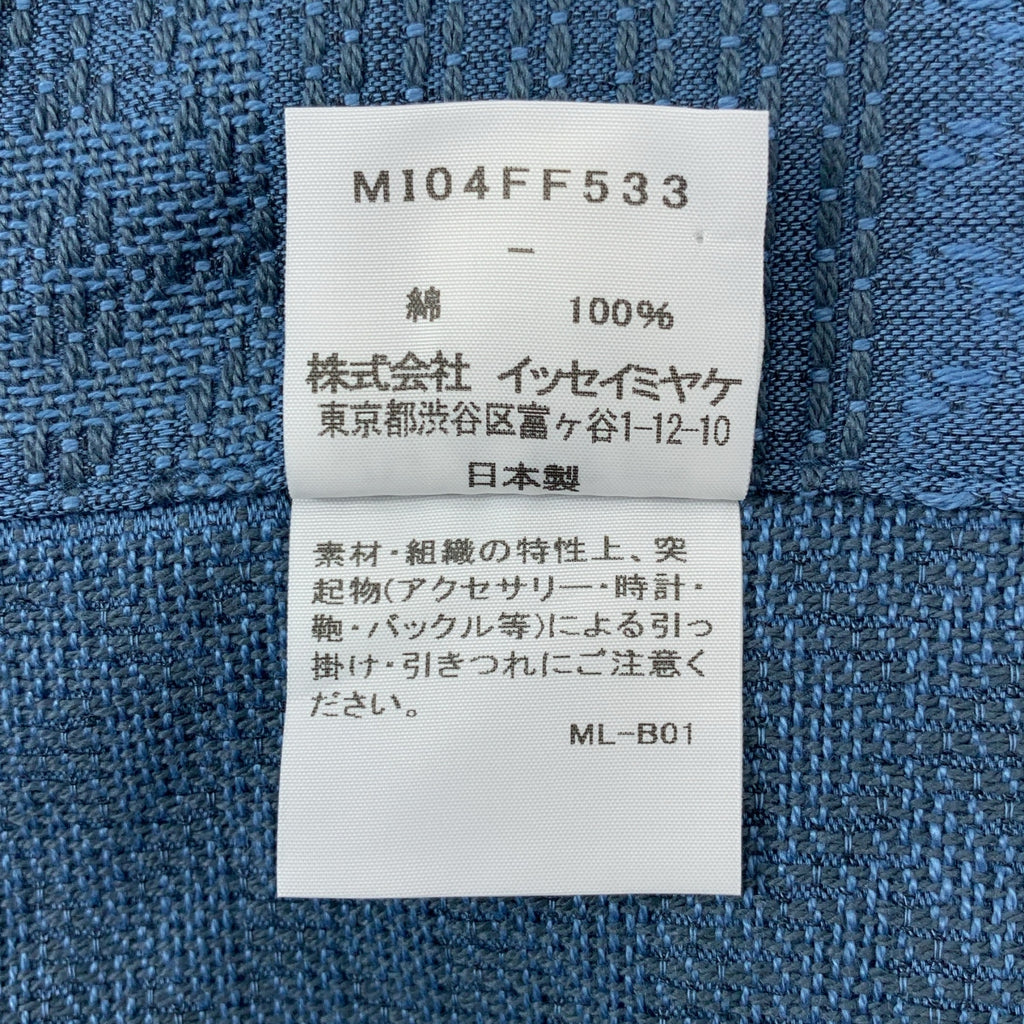 MI04FF533
—
綿 100%
株式会社 イッセイミヤケ
東京都渋谷区富ヶ谷1-12-10
日本製
素材・組織の特性上、突
起物(アクセサリー・時計・
鞄・バックル等)による引っ
掛け・引きつれにご注意く
ださい。
ML-B01